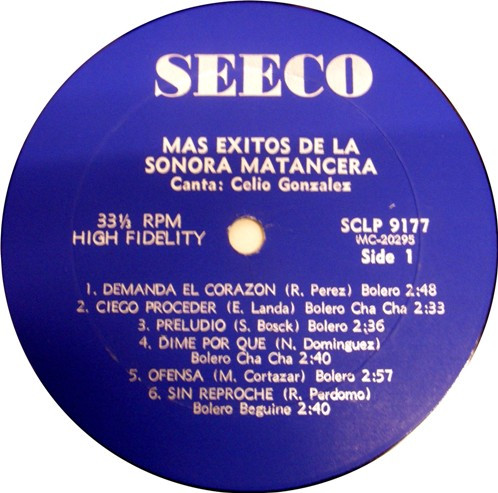 SEECO
MAS EXITOS DE LA
SONORA MATANCERA
Canta: Celio Gonzalez
33⅓ RPM
HIGH FIDELITY
SCLP 9177
MC-20295
Side 1
1. DEMANDA EL CORAZON (R. Perez) Bolero 2:48
2. CIEGO PROCEDER (E. Landa) Bolero Cha Cha 2:33
3. PRELUDIO (S. Bosck) Bolero 2:36
4. DIME POR QUE (N. Dominguez)
Bolero Cha Cha 2:40
5. OFENSA (M. Cortazar) Bolero 2:57
6. SIN REPROCHE (R. Perdomo)
Bolero Beguine 2:40